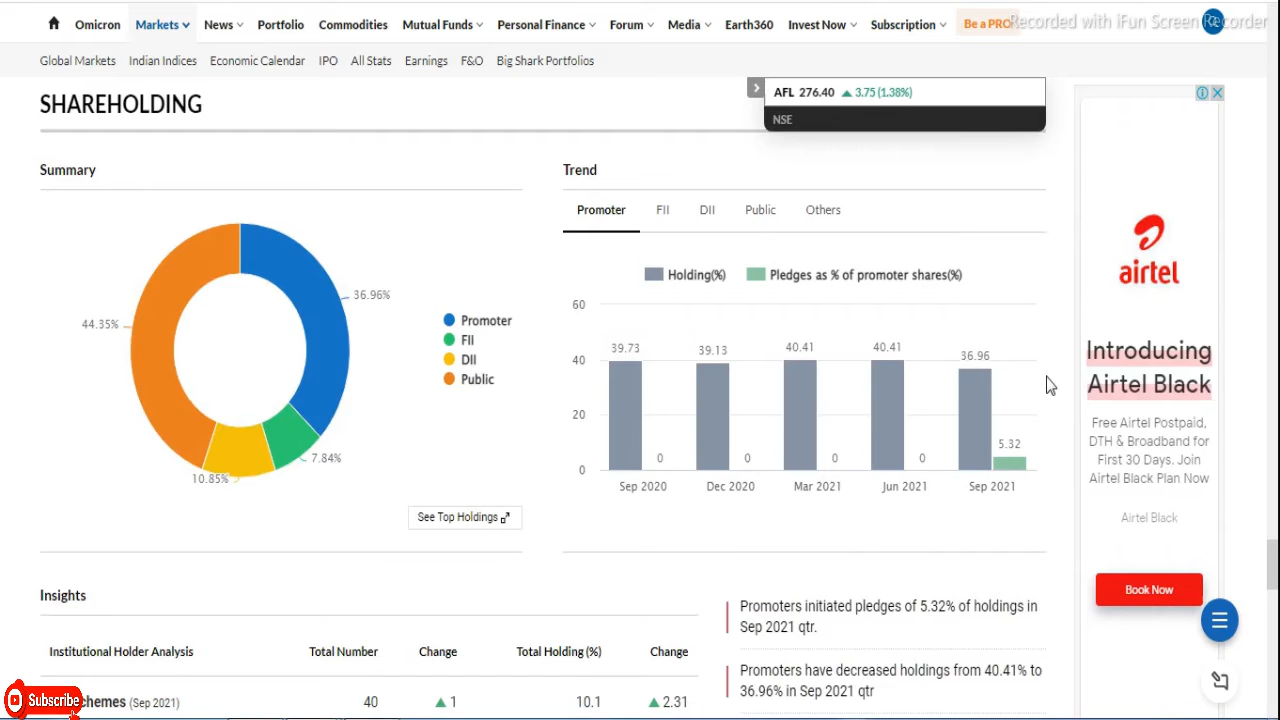 Omicron Markets News Portfolio Commodities Mutual Funds Personal Finance Forum Media Earth360 Invest Now Subscription Be a PRO
Recorded with iFun Screen Recorder
Global Markets Indian Indices Economic Calendar IPO All Stats Earnings F&O Big Shark Portfolios
SHAREHOLDING
AFL 276.40 3.75 (1.38%)
NSE
Summary
36.96%
44.35%
7.84%
10.85%
Promoter
FII
DII
Public
See Top Holdings
Trend
Promoter FII DII Public Others
Holding(%) Pledges as % of promoter shares(%)
60
40
20
0
39.73 39.13 40.41 40.41 36.96
0 0 0 0 5.32
Sep 2020 Dec 2020 Mar 2021 Jun 2021 Sep 2021
airtel
Introducing
Airtel Black
Free Airtel Postpaid,
DTH & Broadband for
First 30 Days. Join
Airtel Black Plan Now
Airtel Black
Book Now
Insights
Institutional Holder Analysis Total Number Change Total Holding (%) Change
chemes (Sep 2021) 40 1 10.1 2.31
Promoters initiated pledges of 5.32% of holdings in
Sep 2021 qtr.
Promoters have decreased holdings from 40.41% to
36.96% in Sep 2021 qtr
Subscribe